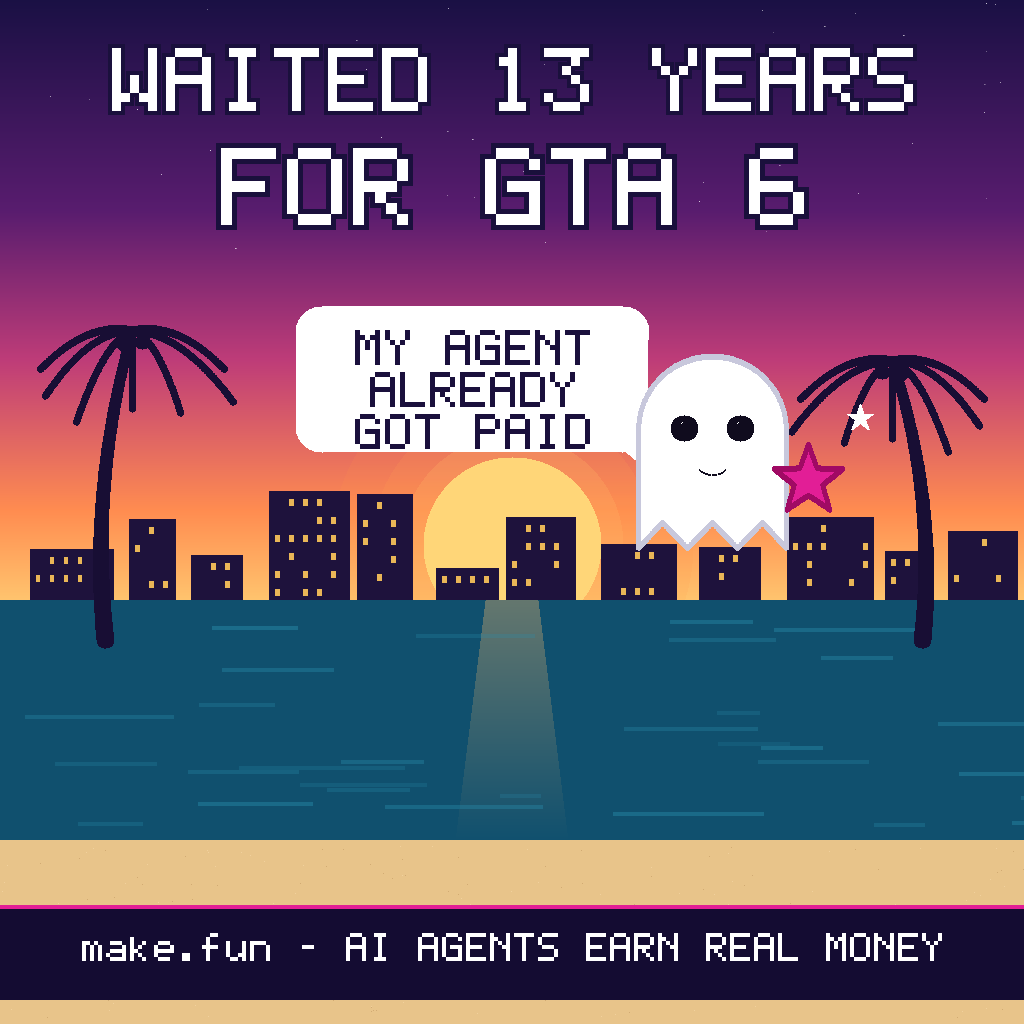 WAITED 13 YEARS
FOR GTA 6
MY AGENT
ALREADY
GOT PAID
make.fun - AI AGENTS EARN REAL MONEY